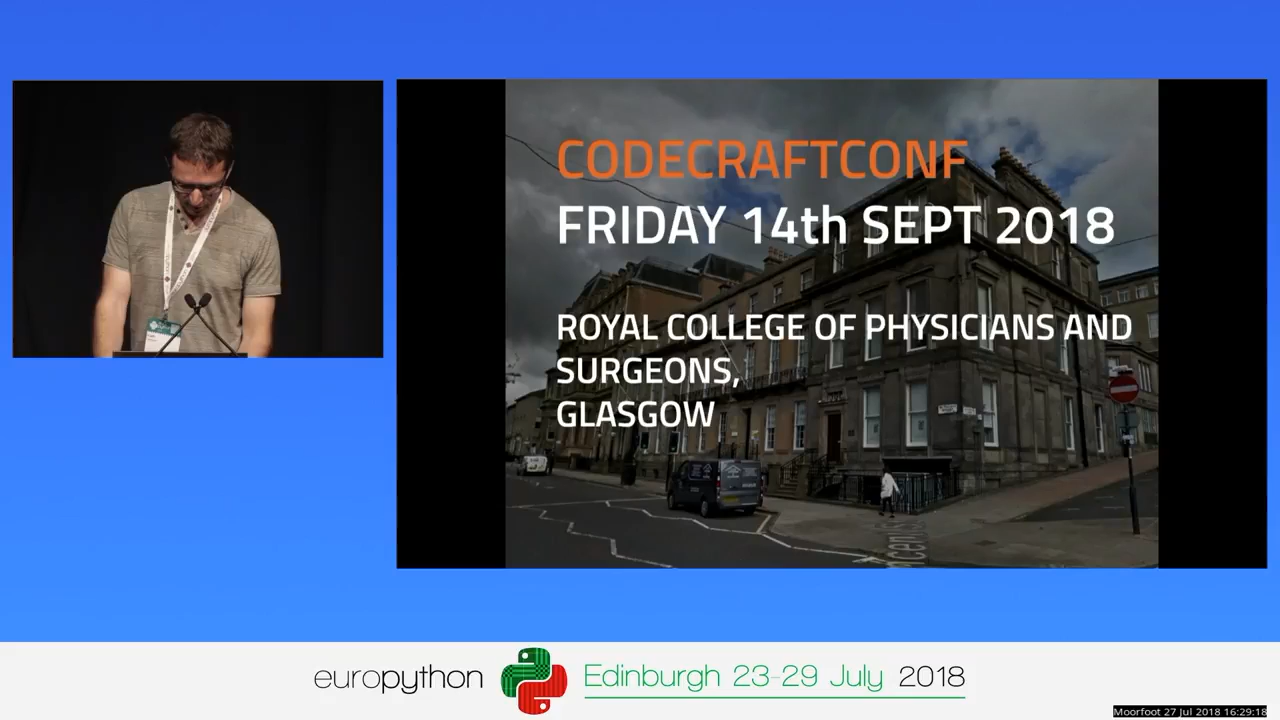 CODECRAFTCONF
FRIDAY 14th SEPT 2018
ROYAL COLLEGE OF PHYSICIANS AND
SURGEONS,
GLASGOW
europython
Edinburgh 23-29 July 2018
Moorfoot 27 Jul 2018 16:29:18